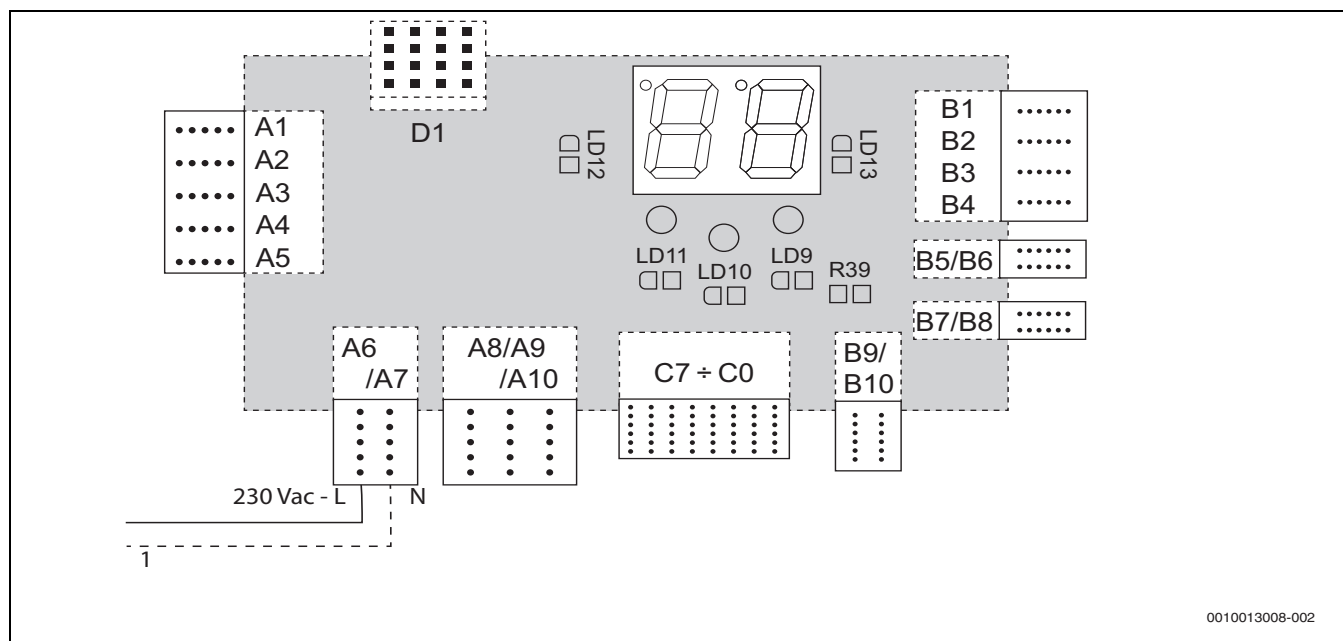 D1
A1
A2
A3
A4
A5
LD12
LD13
B1
B2
B3
B4
B5/B6
B7/B8
LD11
LD10
LD9
R39
A6
/A7
A8/A9
/A10
C7 ÷ C0
B9/
B10
230 Vac - L
N
1
0010013008-002